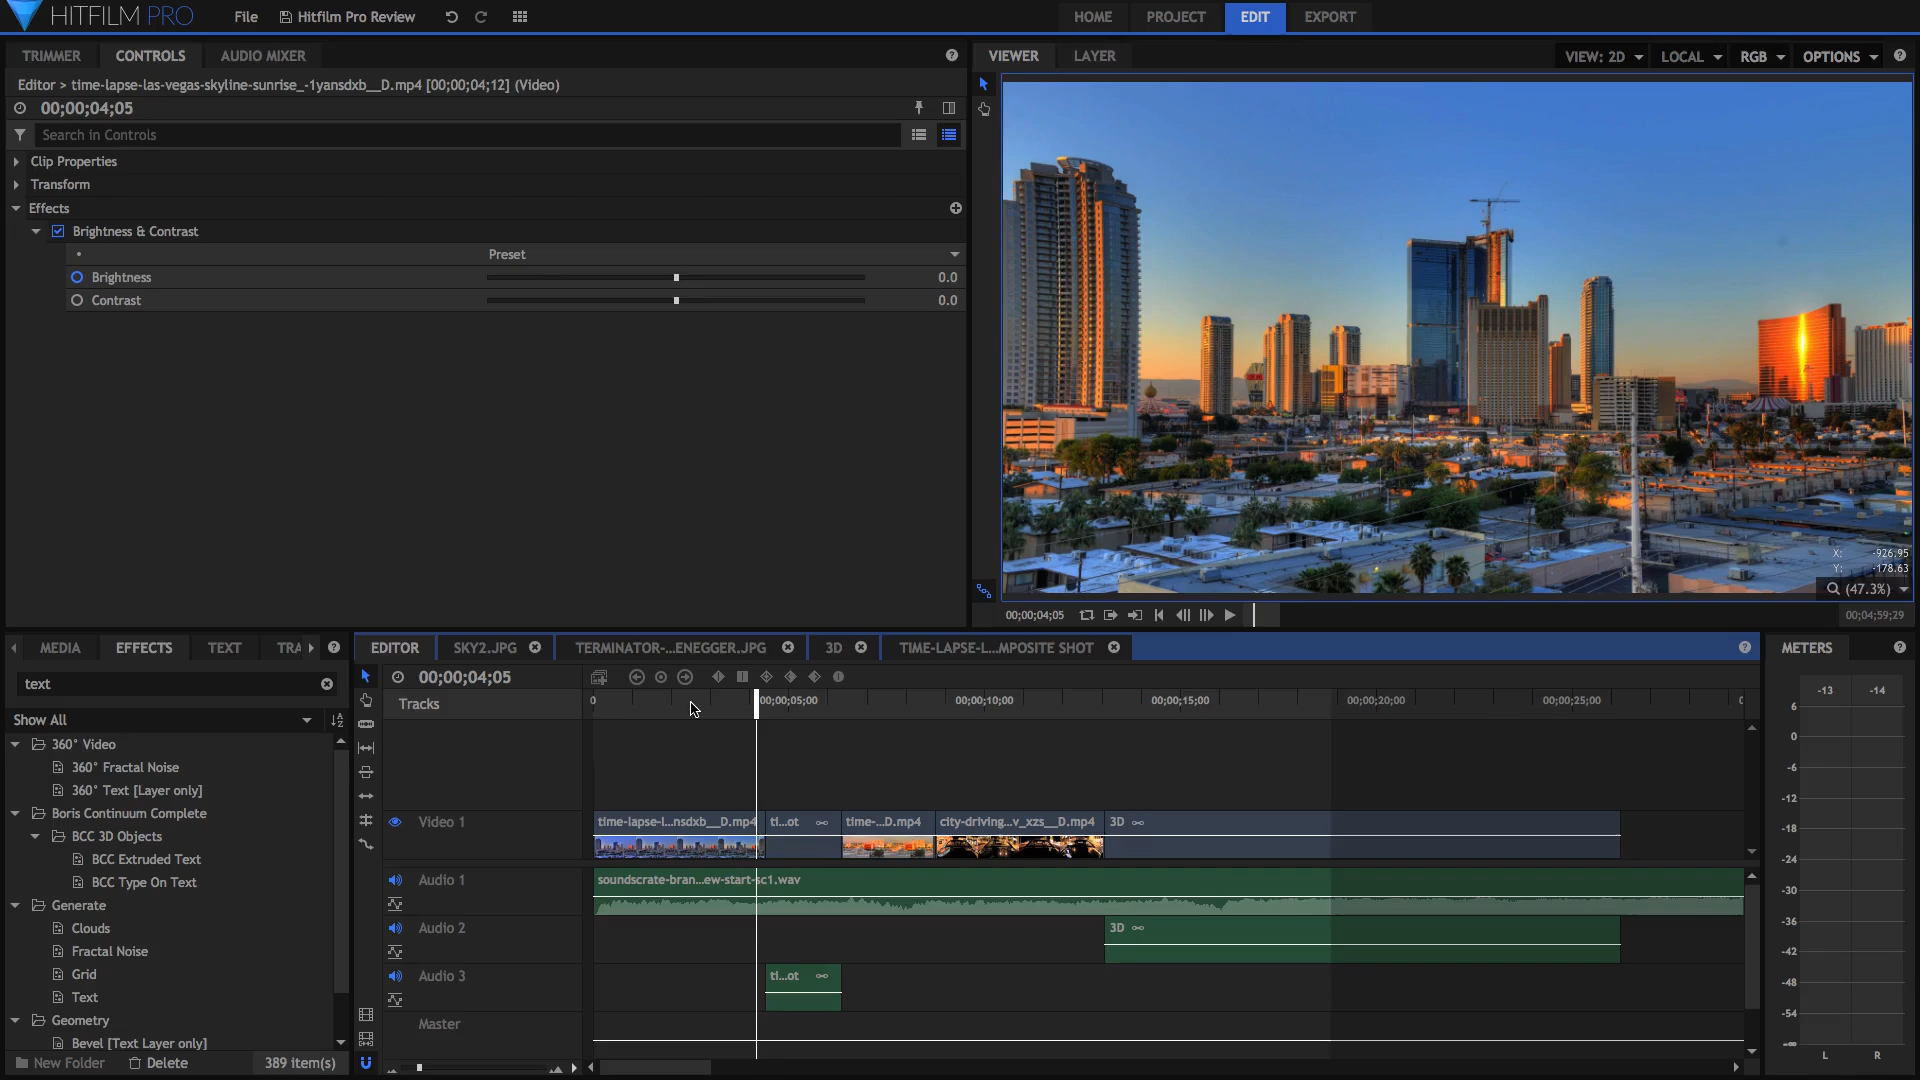 HITFILM PRO
File
Hitfilm Pro Review
HOME
PROJECT
EDIT
EXPORT
TRIMMER
CONTROLS
AUDIO MIXER
Editor > time-lapse-las-vegas-skyline-sunrise_-1yansdxb__D.mp4 [00;00;04;12] (Video)
00;00;04;05
Search in Controls
Clip Properties
Transform
Effects
Brightness & Contrast
Preset
Brightness 0.0
Contrast 0.0
VIEWER
LAYER
VIEW: 2D
LOCAL
RGB
OPTIONS
X: -926.95
Y: -178.63
(47.3%)
00;00;04;05
00;04;59;29
MEDIA
EFFECTS
TEXT
TRA
text
Show All
360° Video
360° Fractal Noise
360° Text [Layer only]
Boris Continuum Complete
BCC 3D Objects
BCC Extruded Text
BCC Type On Text
Generate
Clouds
Fractal Noise
Grid
Text
Geometry
Bevel [Text Layer only]
New Folder
Delete
389 item(s)
EDITOR
SKY2.JPG
TERMINATOR-...ENEGGER.JPG
3D
TIME-LAPSE-L...MPOSITE SHOT
00;00;04;05
Tracks
0
00;00;05;00
00;00;10;00
00;00;15;00
00;00;20;00
00;00;25;00
Video 1
time-lapse-l...nsdxb__D.mp4
ti...ot
time-...D.mp4
city-driving...v_xzs__D.mp4
3D
Audio 1
soundscrate-bran...ew-start-sc1.wav
Audio 2
3D
Audio 3
ti...ot
Master
METERS
-13 -14
6
0
-6
-12
-18
-24
-30
-36
-42
-48
-54
-∞
L R